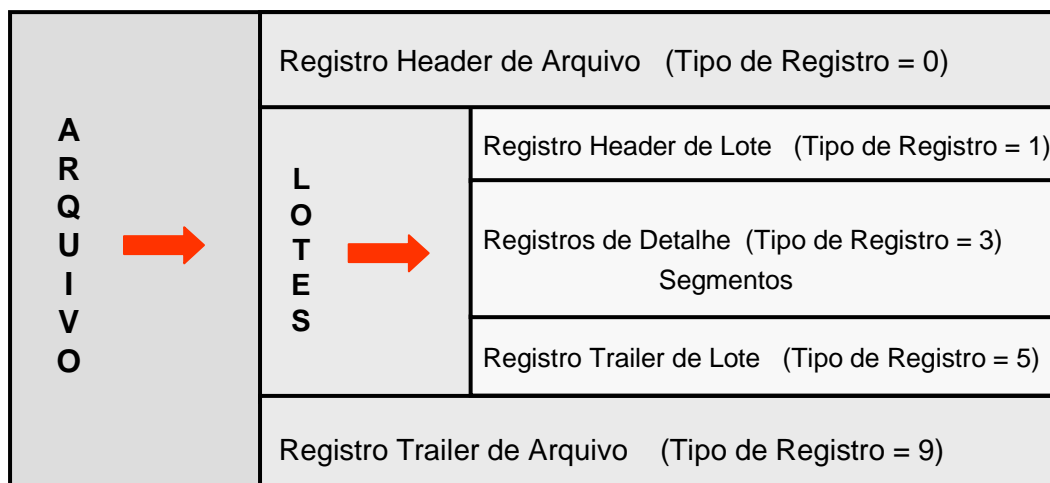 ARQUIVO
Registro Header de Arquivo (Tipo de Registro = 0)
LOTES
Registro Header de Lote (Tipo de Registro = 1)
Registros de Detalhe (Tipo de Registro = 3)
Segmentos
Registro Trailer de Lote (Tipo de Registro = 5)
Registro Trailer de Arquivo (Tipo de Registro = 9)